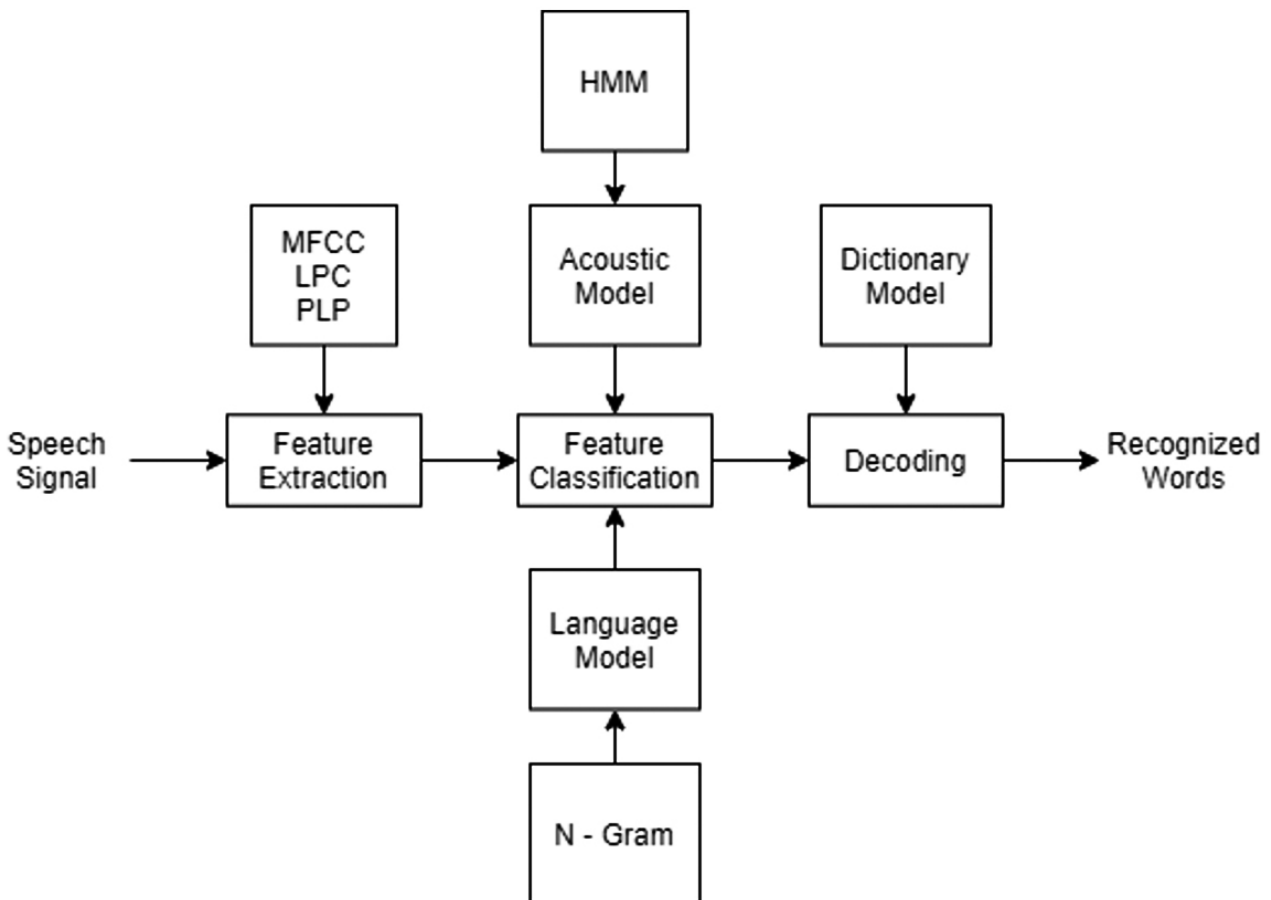 HMM
MFCC
LPC
PLP
Acoustic
Model
Dictionary
Model
Speech
Signal
Feature
Extraction
Feature
Classification
Decoding
Recognized
Words
Language
Model
N - Gram